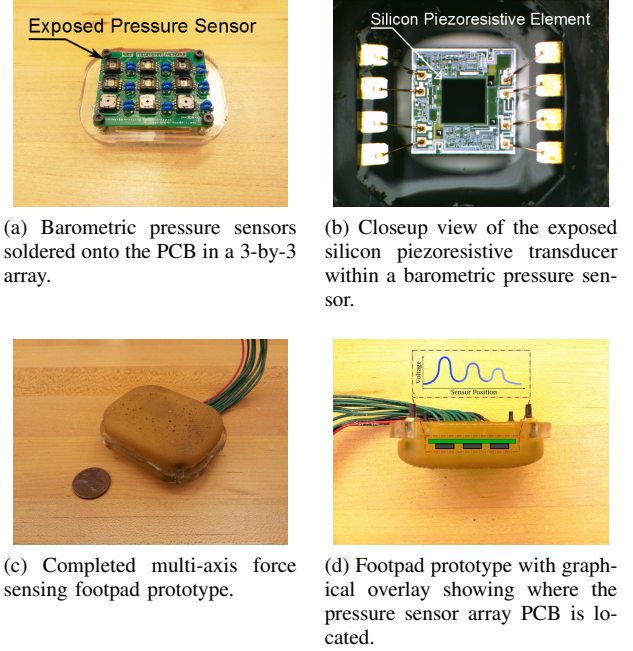 Exposed Pressure Sensor
Silicon Piezoresistive Element
(a) Barometric pressure sensors
soldered onto the PCB in a 3-by-3
array.
(b) Closeup view of the exposed
silicon piezoresistive transducer
within a barometric pressure sen-
sor.
Voltage
Sensor Position
(c) Completed multi-axis force
sensing footpad prototype.
(d) Footpad prototype with graph-
ical overlay showing where the
pressure sensor array PCB is lo-
cated.